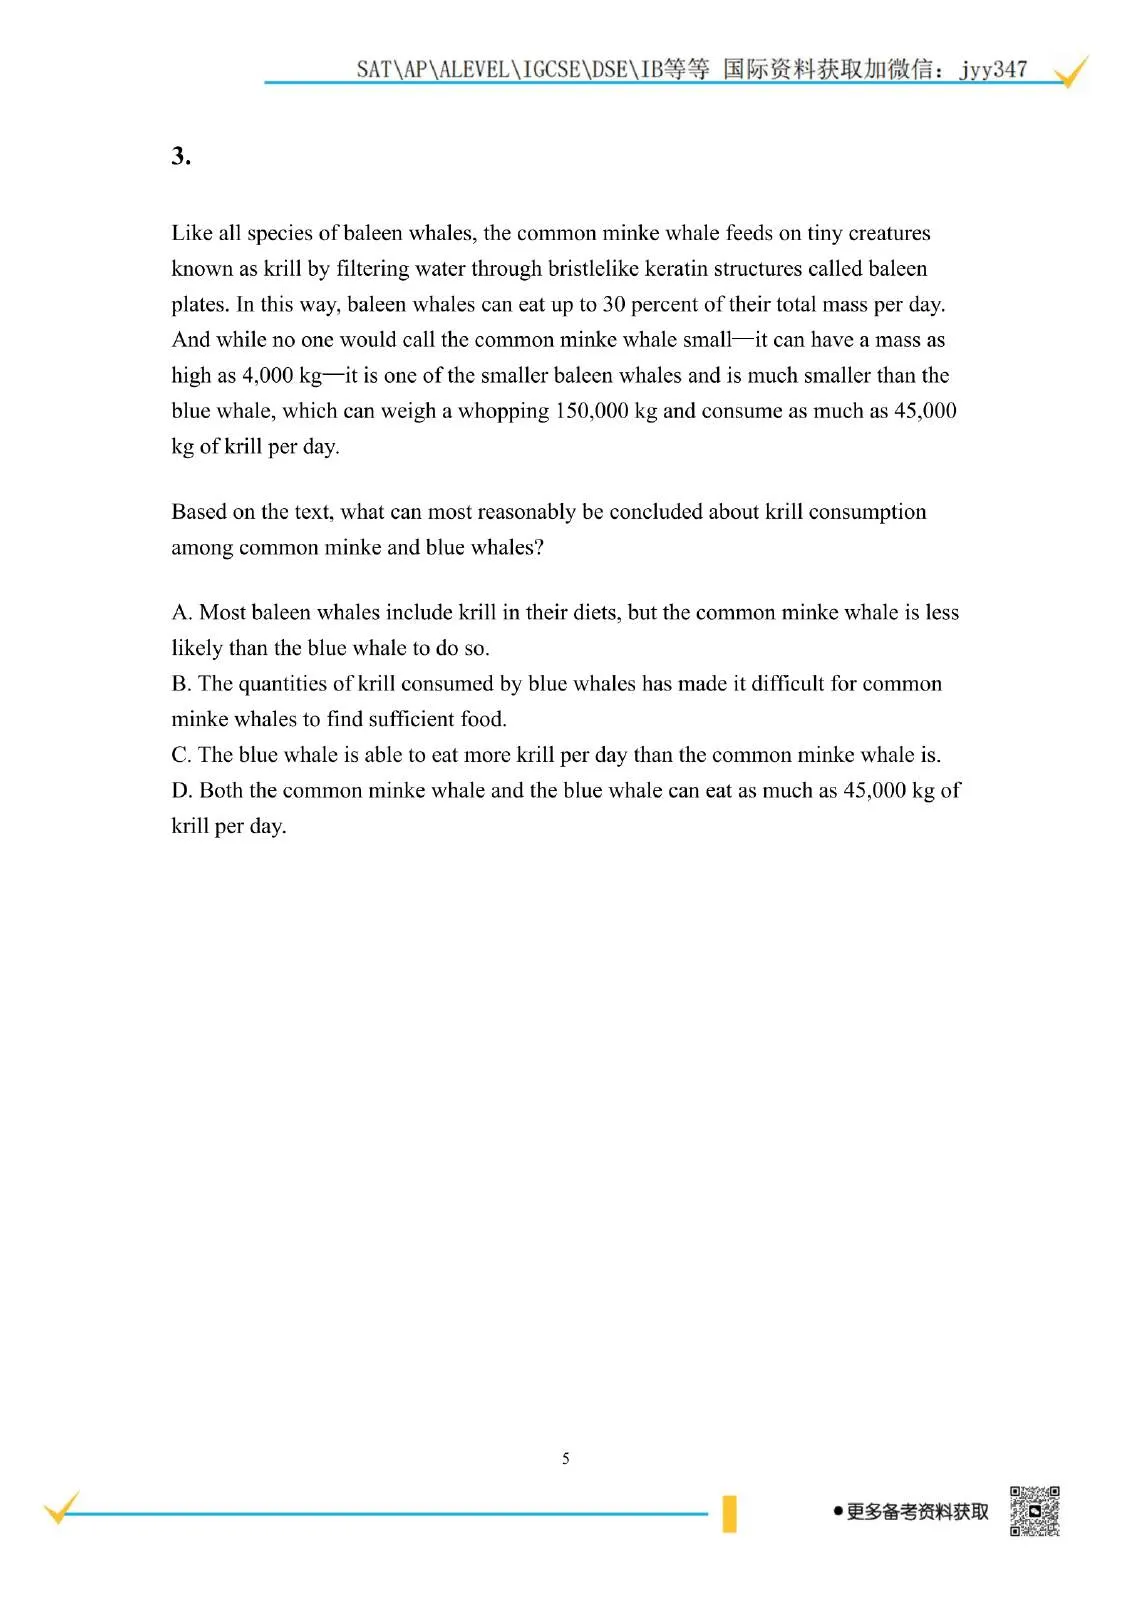 SAT\AP\ALEVEL\IGCSE\DSE\IB等等 国际资料获取加微信：jyy347
3.
Like all species of baleen whales, the common minke whale feeds on tiny creatures
known as krill by filtering water through bristlelike keratin structures called baleen
plates. In this way, baleen whales can eat up to 30 percent of their total mass per day.
And while no one would call the common minke whale small—it can have a mass as
high as 4,000 kg—it is one of the smaller baleen whales and is much smaller than the
blue whale, which can weigh a whopping 150,000 kg and consume as much as 45,000
kg of krill per day.
Based on the text, what can most reasonably be concluded about krill consumption
among common minke and blue whales?
A. Most baleen whales include krill in their diets, but the common minke whale is less
likely than the blue whale to do so.
B. The quantities of krill consumed by blue whales has made it difficult for common
minke whales to find sufficient food.
C. The blue whale is able to eat more krill per day than the common minke whale is.
D. Both the common minke whale and the blue whale can eat as much as 45,000 kg of
krill per day.
5
●更多备考资料获取